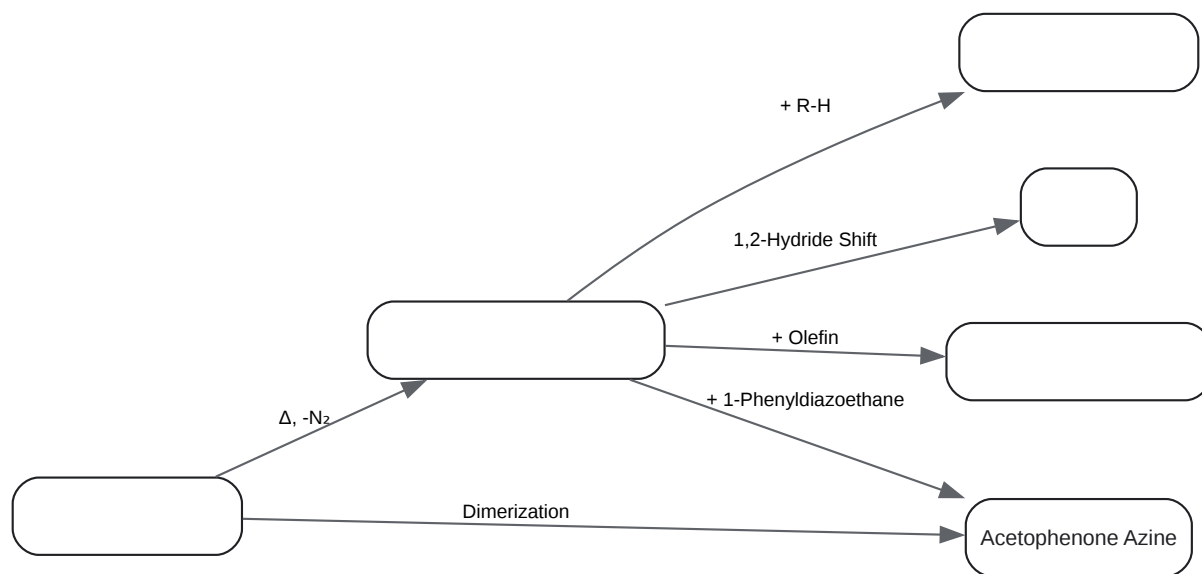 + R-H
1,2-Hydride Shift
+ Olefin
+ 1-Phenyldiazoethane
Δ, -N₂
Dimerization
Acetophenone Azine